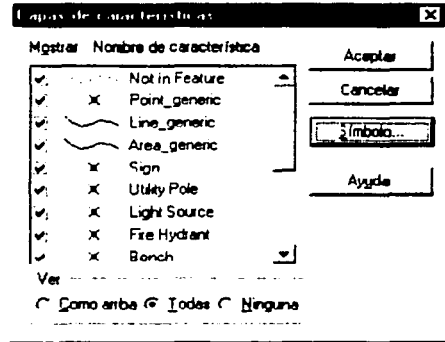 Capas de características
Mostrar Nombre de característica
Not in Feature
Point_generic
Line_generic
Area_generic
Sign
Utility Pole
Light Source
Fire Hydrant
Bench
Aceptar
Cancelar
Símbolo...
Ayuda
Ver
Como arriba Todas Ninguna